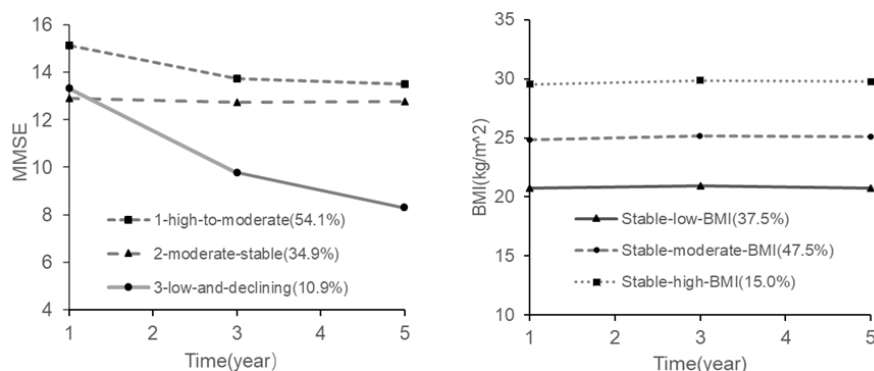 16
14
12
10
8
6
4
MMSE
1-high-to-moderate(54.1%)
2-moderate-stable(34.9%)
3-low-and-declining(10.9%)
1 2 3 4 5
Time(year)
35
30
25
20
15
10
BMI(kg/m^2)
Stable-low-BMI(37.5%)
Stable-moderate-BMI(47.5%)
Stable-high-BMI(15.0%)
1 2 3 4 5
Time(year)